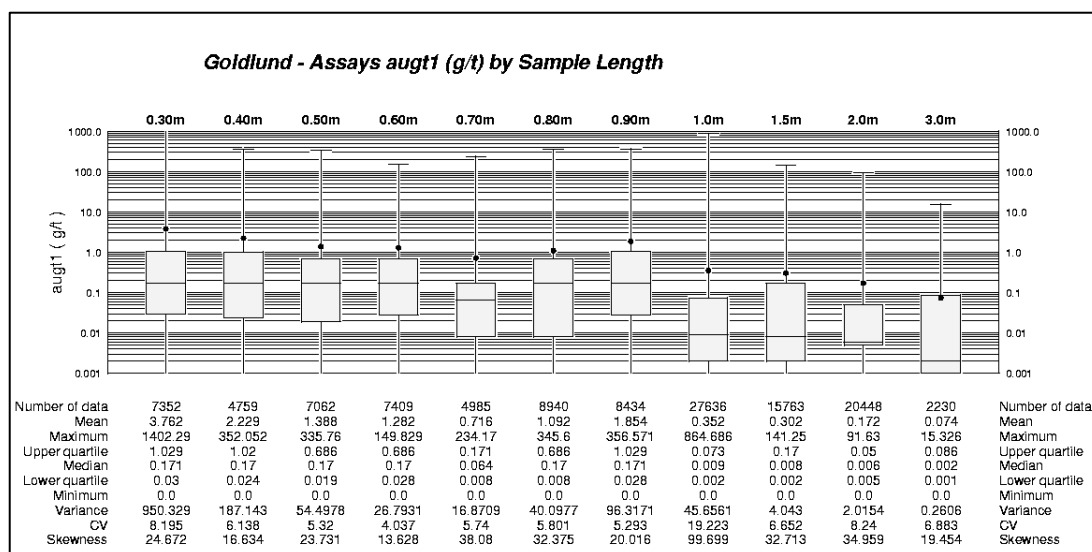 Goldlund - Assays augt1 (g/t) by Sample Length
0.30m 0.40m 0.50m 0.60m 0.70m 0.80m 0.90m 1.0m 1.5m 2.0m 3.0m
1000.0 1000.0
100.0 100.0
10.0 10.0
1.0 1.0
0.1 0.1
0.01 0.01
0.001 0.001
augt1 ( g/t )
Number of data 7352 4759 7062 7409 4985 8940 8434 27636 15763 20448 2230 Number of data
Mean 3.762 2.229 1.388 1.282 0.716 1.092 1.854 0.352 0.302 0.172 0.074 Mean
Maximum 1402.29 352.052 335.76 149.829 234.17 345.6 356.571 864.686 141.25 91.63 15.326 Maximum
Upper quartile 1.029 1.02 0.686 0.686 0.171 0.686 1.029 0.073 0.17 0.05 0.086 Upper quartile
Median 0.171 0.17 0.17 0.17 0.064 0.17 0.171 0.009 0.008 0.006 0.002 Median
Lower quartile 0.03 0.024 0.019 0.028 0.008 0.008 0.028 0.002 0.002 0.005 0.001 Lower quartile
Minimum 0.0 0.0 0.0 0.0 0.0 0.0 0.0 0.0 0.0 0.0 0.0 Minimum
Variance 950.329 187.143 54.4978 26.7931 16.8709 40.0977 96.3171 45.6561 4.043 2.0154 0.2606 Variance
CV 8.195 6.138 5.32 4.037 5.74 5.801 5.293 19.223 6.652 8.24 6.883 CV
Skewness 24.672 16.634 23.731 13.628 38.08 32.375 20.016 99.699 32.713 34.959 19.454 Skewness